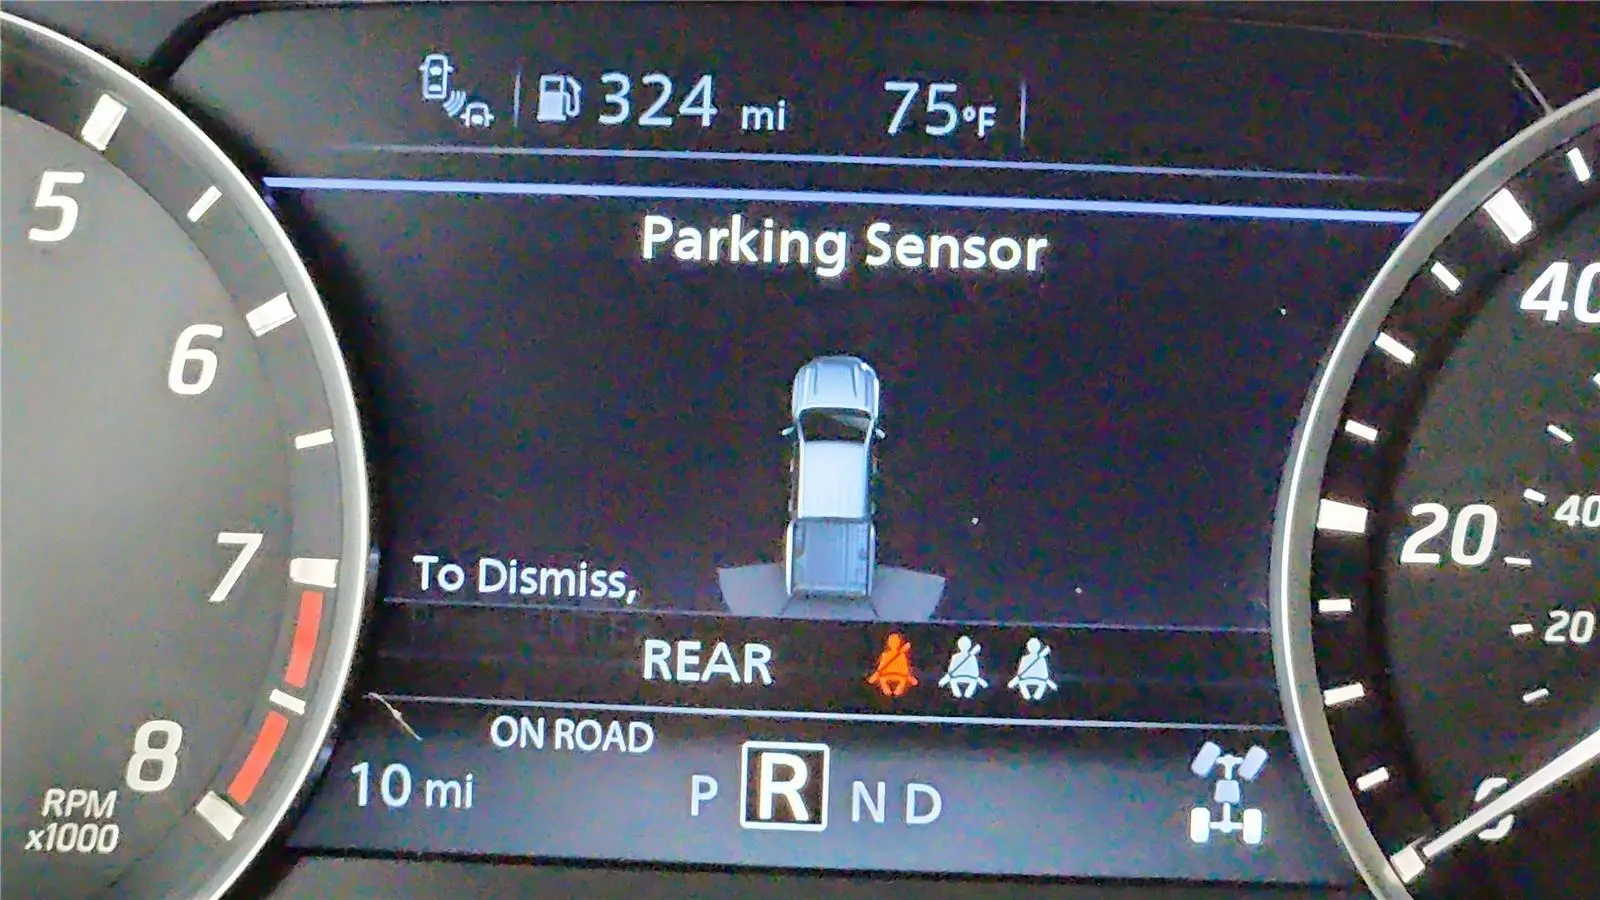 324 mi 75°F
Parking Sensor
To Dismiss,
REAR
ON ROAD
10 mi
P R N D
5
6
7
8
RPM
x1000
40
20
40
20